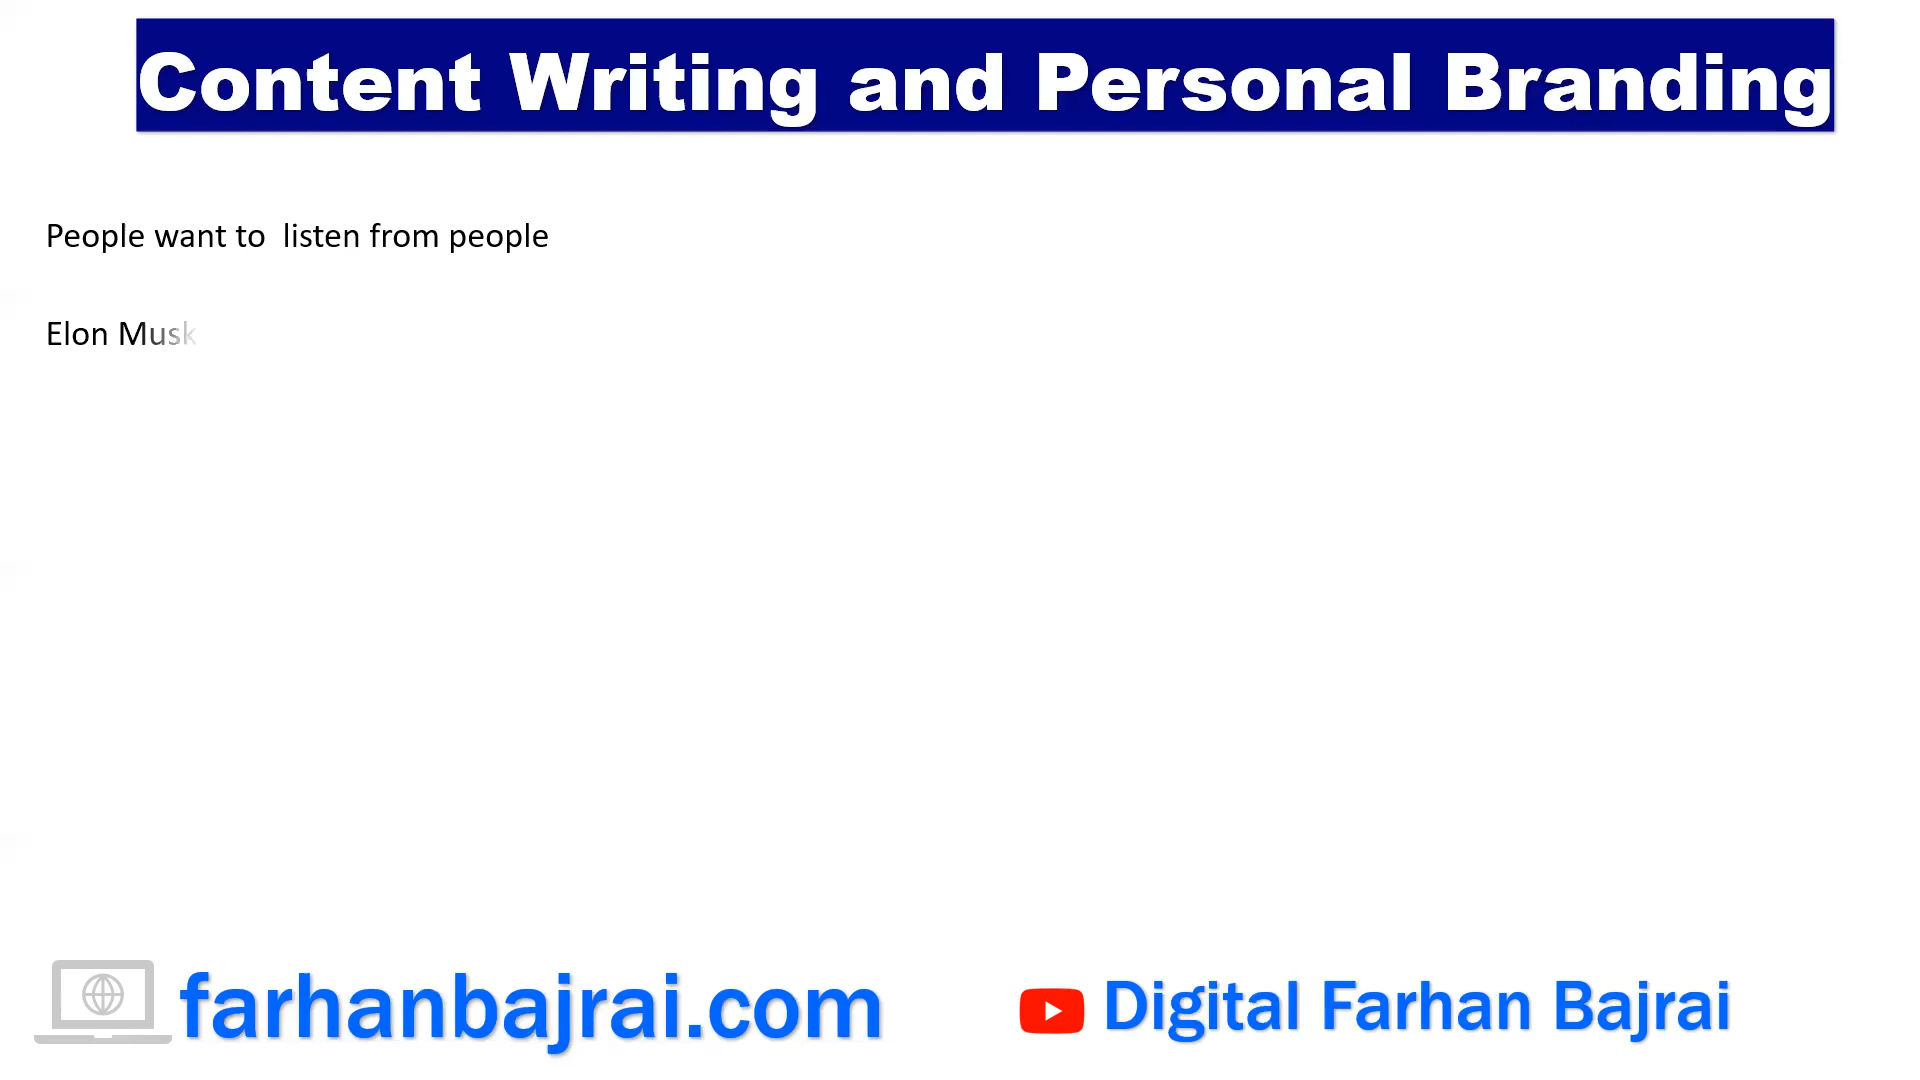 Content Writing and Personal Branding
People want to  listen from people
Elon Musk
farhanbajrai.com
Digital Farhan Bajrai